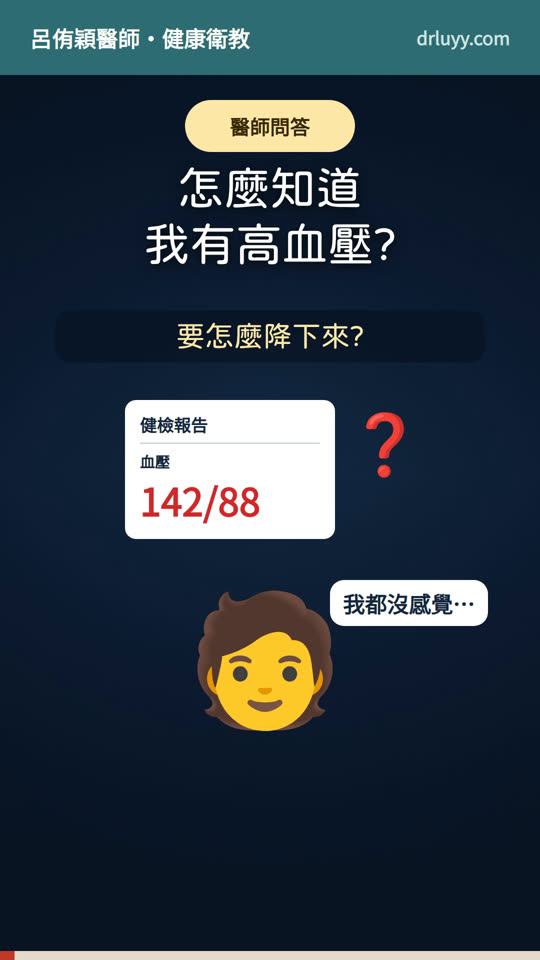 呂侑穎醫師・健康衛教
drluyy.com
醫師問答
怎麼知道
我有高血壓?
要怎麼降下來?
健檢報告
血壓
142/88
我都沒感覺…